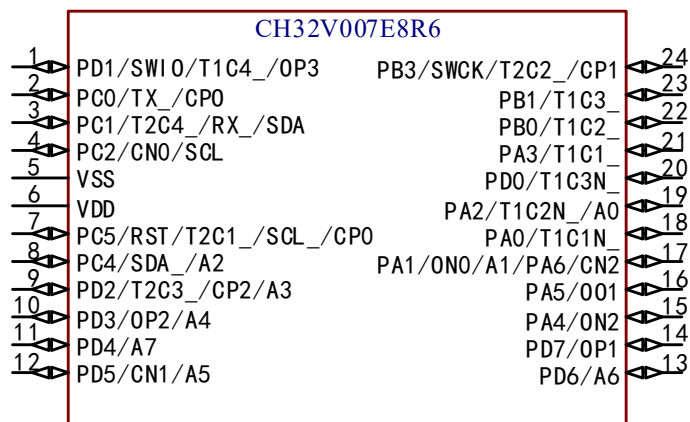 CH32V007E8R6
1 PD1/SWIO/T1C4_/OP3
2 PC0/TX_/CP0
3 PC1/T2C4_/RX_/SDA
4 PC2/CN0/SCL
5 VSS
6 VDD
7 PC5/RST/T2C1_/SCL_/CP0
8 PC4/SDA_/A2
9 PD2/T2C3_/CP2/A3
10 PD3/OP2/A4
11 PD4/A7
12 PD5/CN1/A5
PB3/SWCK/T2C2_/CP1 24
PB1/T1C3_ 23
PB0/T1C2_ 22
PA3/T1C1_ 21
PD0/T1C3N_ 20
PA2/T1C2N_/A0 19
PA0/T1C1N_ 18
PA1/ON0/A1/PA6/CN2 17
PA5/OO1 16
PA4/ON2 15
PD7/OP1 14
PD6/A6 13